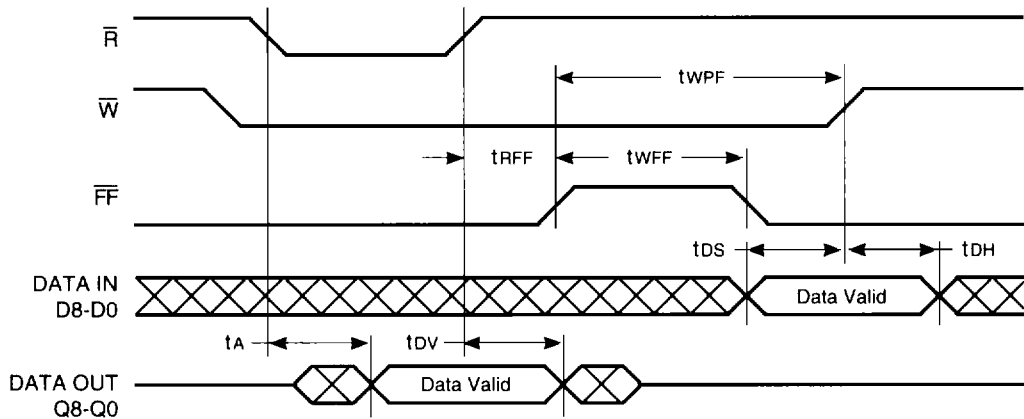 R̅
tWPF
W̅
tRFF
tWFF
F̅F̅
tDS
tDH
DATA IN
D8-D0
Data Valid
tA
tDV
DATA OUT
Q8-Q0
Data Valid